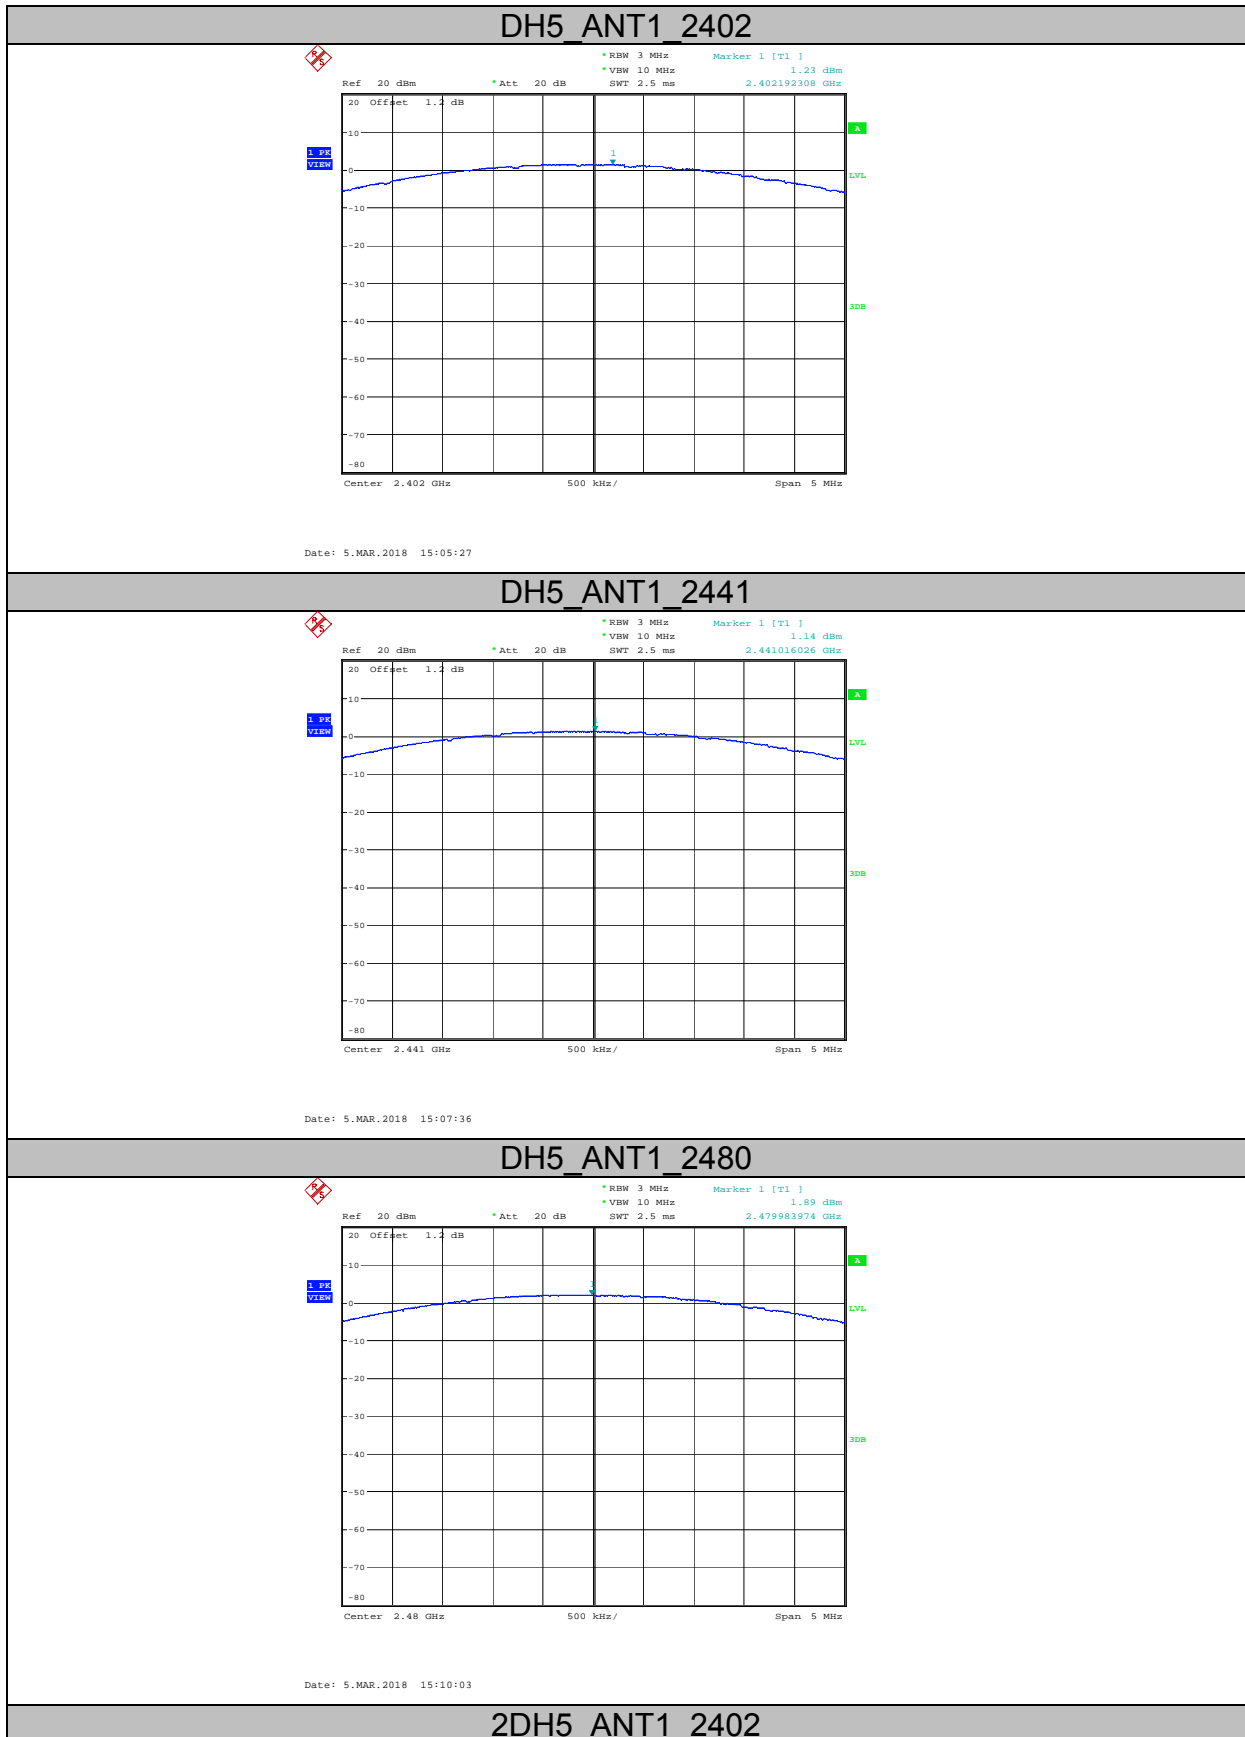 DH5_ANT1_2402
R S
* RBW 3 MHz Marker 1 [T1 ]
* VBW 10 MHz 1.23 dBm
Ref 20 dBm * Att 20 dB SWT 2.5 ms 2.402192308 GHz
20 Offset 1.2 dB
A
10
1 PK
VIEW
1
0
LVL
-10
-20
-30
3DB
-40
-50
-60
-70
-80
Center 2.402 GHz 500 kHz/ Span 5 MHz
Date: 5.MAR.2018 15:05:27
DH5_ANT1_2441
R S
* RBW 3 MHz Marker 1 [T1 ]
* VBW 10 MHz 1.14 dBm
Ref 20 dBm * Att 20 dB SWT 2.5 ms 2.441016026 GHz
20 Offset 1.2 dB
A
10
1 PK
VIEW
1
0
LVL
-10
-20
-30
3DB
-40
-50
-60
-70
-80
Center 2.441 GHz 500 kHz/ Span 5 MHz
Date: 5.MAR.2018 15:07:36
DH5_ANT1_2480
R S
* RBW 3 MHz Marker 1 [T1 ]
* VBW 10 MHz 1.89 dBm
Ref 20 dBm * Att 20 dB SWT 2.5 ms 2.479983974 GHz
20 Offset 1.2 dB
A
10
1 PK
VIEW
1
0
LVL
-10
-20
-30
3DB
-40
-50
-60
-70
-80
Center 2.48 GHz 500 kHz/ Span 5 MHz
Date: 5.MAR.2018 15:10:03
2DH5_ANT1_2402